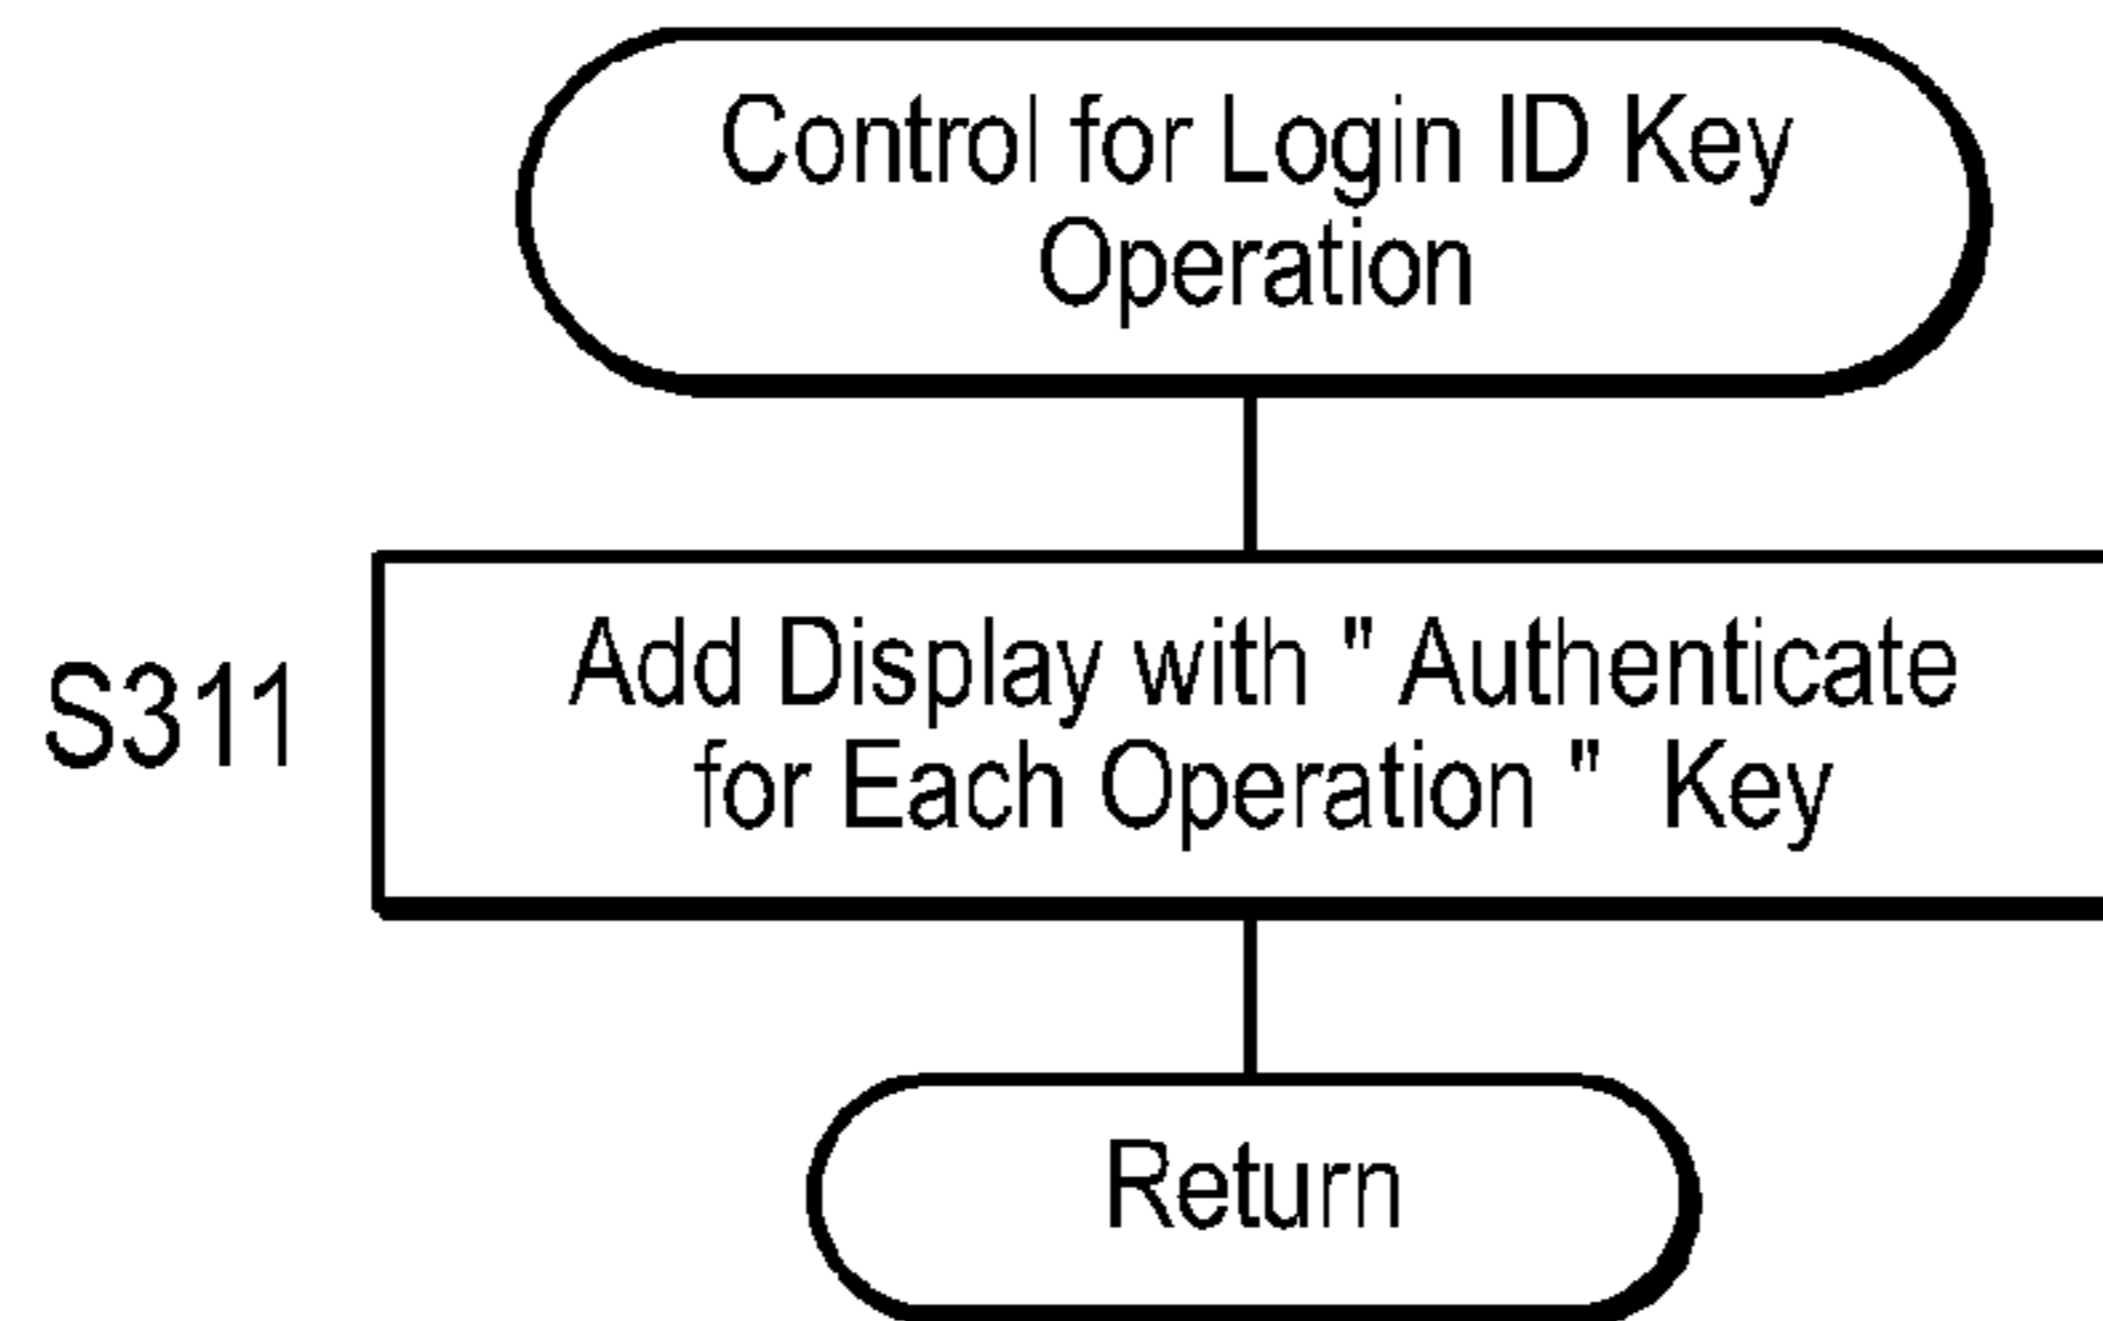 Control for Login ID Key
Operation
S311
Add Display with " Authenticate
for Each Operation " Key
Return